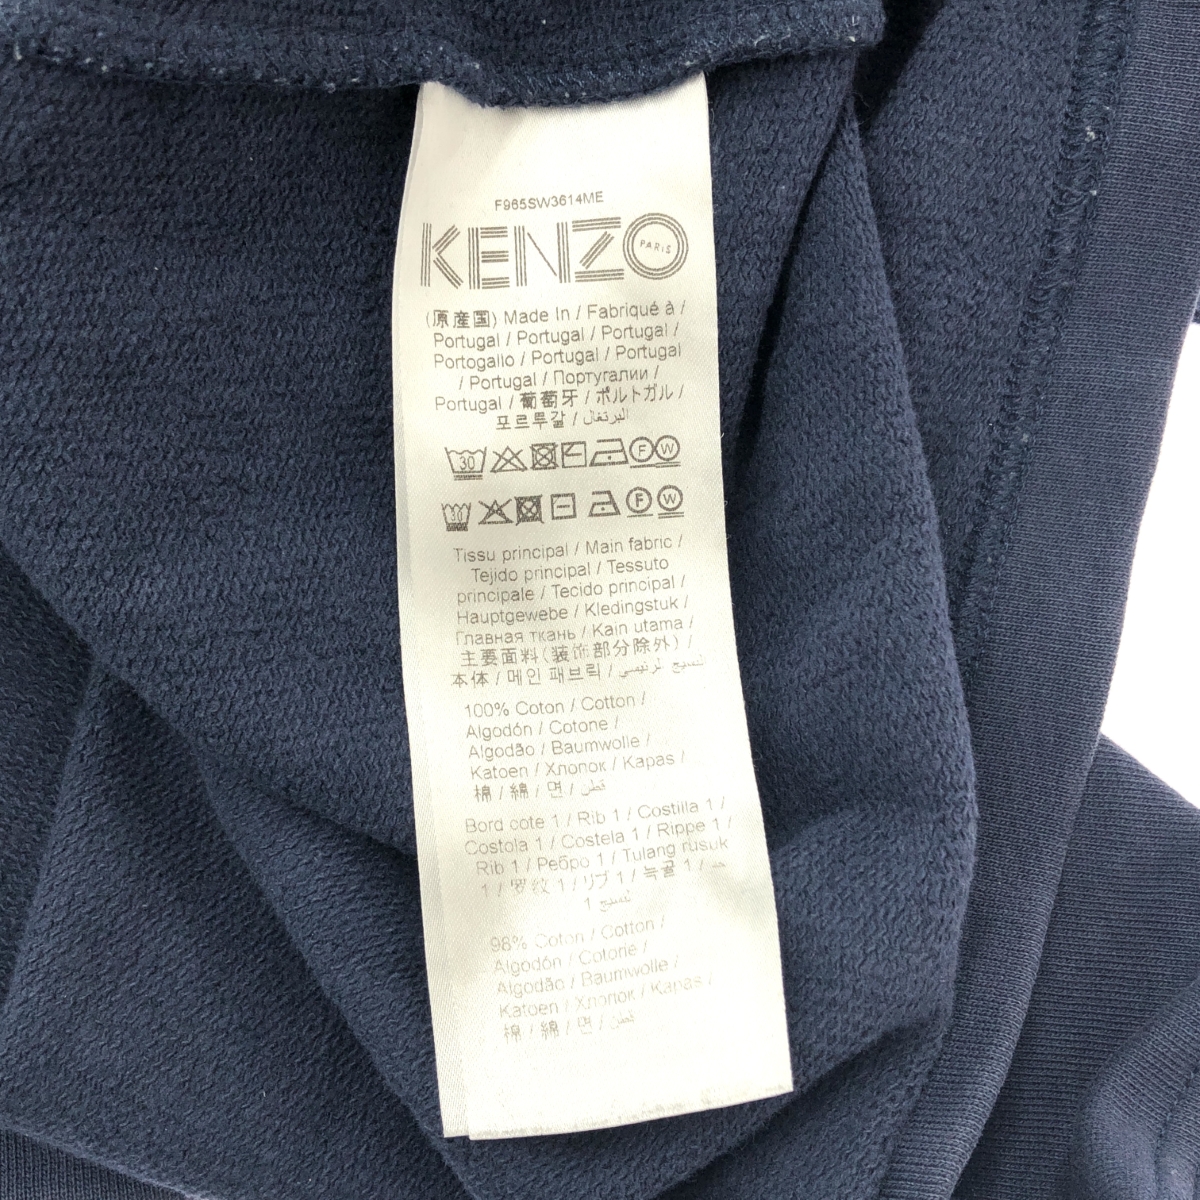 F965SW3614ME
KENZO
PARIS
(原産国) Made In / Fabriqué à /
Portugal / Portugal / Portugal /
Portogallo / Portugal / Portugal
/ Portugal / Португалии /
Portugal / 葡萄牙 / ポルトガル /
포르투갈 / البرتغال /
30 F W
30 F W
Tissu principal / Main fabric /
Tejido principal / Tessuto
principale / Tecido principal /
Hauptgewebe / Kledingstuk /
Главная ткань / Kain utama /
主要面料(装饰部分除外) /
本体 / 메인 패브릭 / النسيج الرئيسي
100% Coton / Cotton /
Algodón / Cotone /
Algodão / Baumwolle /
Katoen / Хлопок / Kapas /
棉 / 綿 / 면 / قطن
Bord cote 1 / Rib 1 / Costilla 1 /
Costola 1 / Costela 1 / Rippe 1 /
Rib 1 / Ребро 1 / Tulang rusuk
1 / 罗纹 1 / リブ 1 / 늑골 1 /
98% Coton / Cotton /
Algodón / Cotone /
Algodão / Baumwolle /
Katoen / Хлопок / Kapas /
棉 / 綿 / 면 / قطن